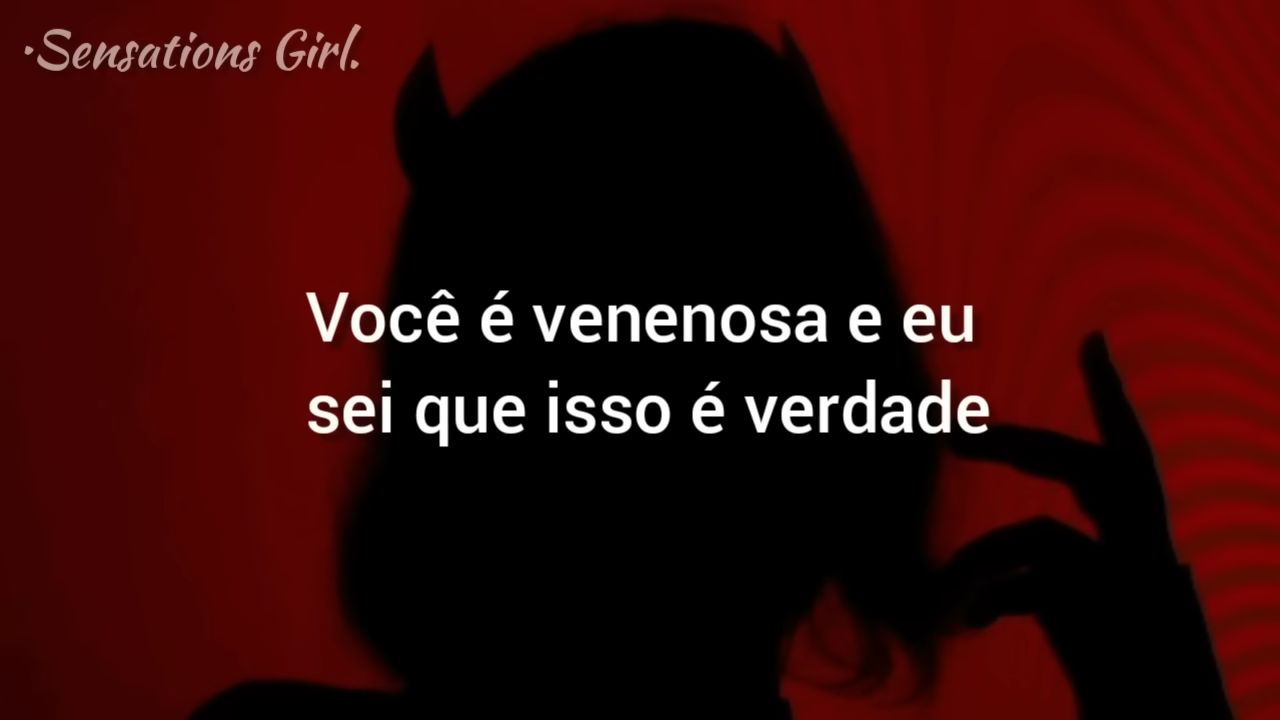 ·Sensations Girl.
Você é venenosa e eu
sei que isso é verdade